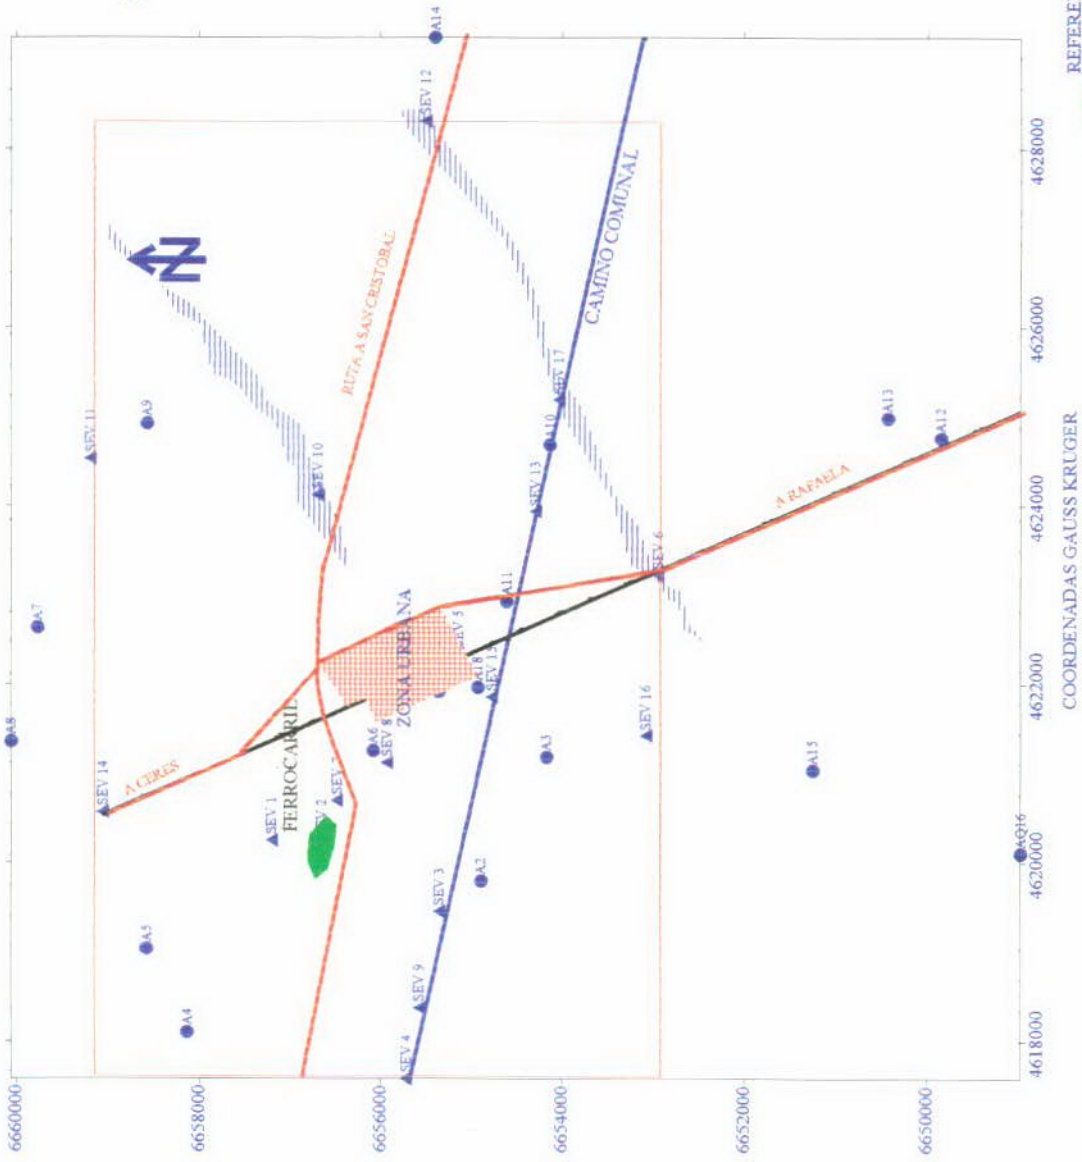 A8
A7
A14
SEV 14
SEV 11
SEV 12
A CERES
A9
A5
N
SEV 1
FERROCARRIL
SEV 10
RUTA A SAN CRISTOBAL
A4
SEV 2
A6
SEV 8
ZONA URBANA
SEV 4
SEV 9
SEV 3
A2
A18
SEV 5
SEV 15
A11
SEV 13
A10
SEV 17
CAMINO COMUNAL
A3
SEV 16
SEV 6
A RAFAELA
A15
A13
A12
AQ16
6660000
6658000
6656000
6654000
6652000
6650000
4618000
4620000
4622000
4624000
4626000
4628000
COORDENADAS GAUSS KRUGER
REFERE